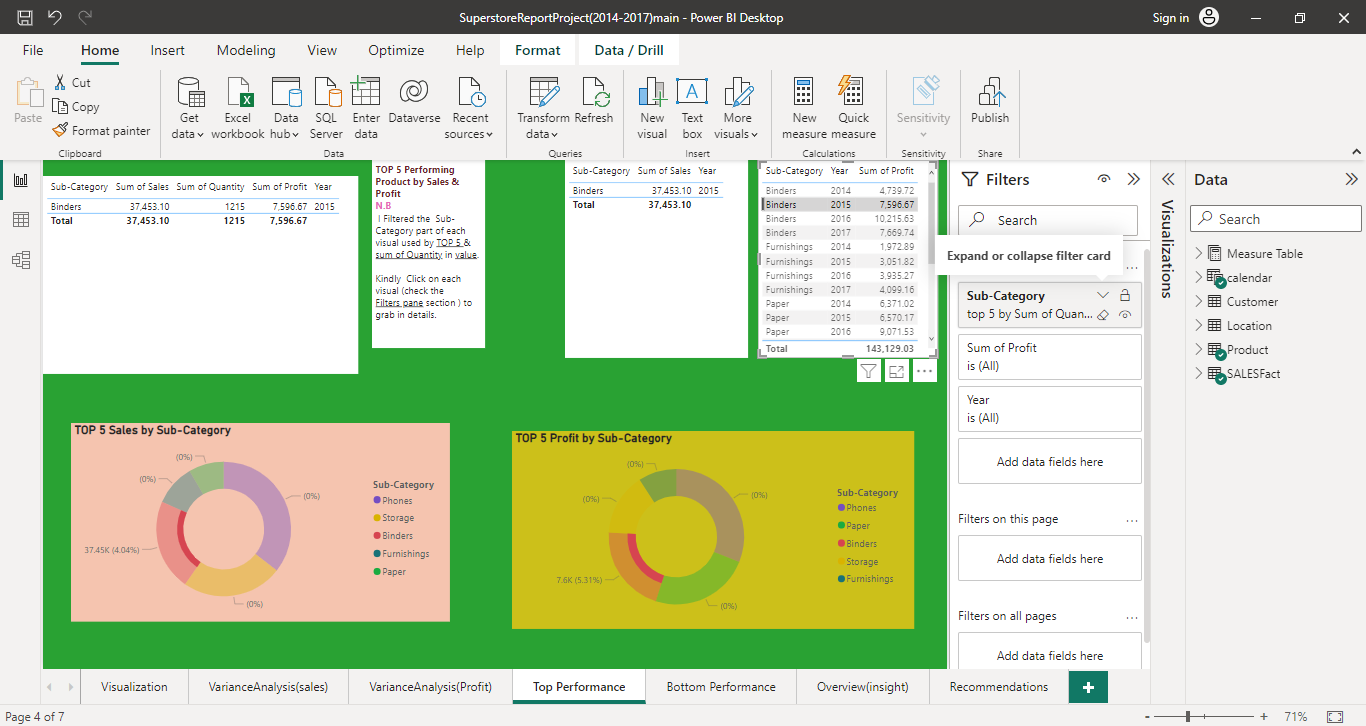 SuperstoreReportProject(2014-2017)main - Power BI Desktop
Sign in
File Home Insert Modeling View Optimize Help Format Data / Drill
Paste
Cut
Copy
Format painter
Clipboard
Get data
Excel workbook
Data hub
SQL Server
Enter data
Dataverse
Recent sources
Data
Transform data
Refresh
Queries
New visual
Text box
More visuals
Insert
New measure
Quick measure
Calculations
Sensitivity
Sensitivity
Publish
Share
Sub-Category Sum of Sales Sum of Quantity Sum of Profit Year
Binders 37,453.10 1215 7,596.67 2015
Total 37,453.10 1215 7,596.67
TOP 5 Performing
Product by Sales &
Profit
N.B
I Filtered the Sub-
Category part of each
visual used by TOP 5 &
sum of Quantity in value.
Kindly Click on each
visual (check the
Filters pane section ) to
grab in details.
Sub-Category Sum of Sales Year
Binders 37,453.10 2015
Total 37,453.10
Sub-Category Year Sum of Profit
Binders 2014 4,739.72
Binders 2015 7,596.67
Binders 2016 10,215.63
Binders 2017 7,669.74
Furnishings 2014 1,972.89
Furnishings 2015 3,051.82
Furnishings 2016 3,935.27
Furnishings 2017 4,099.16
Paper 2014 6,371.02
Paper 2015 6,570.17
Paper 2016 9,071.53
Total 143,129.03
TOP 5 Sales by Sub-Category
(0%)
(0%)
(0%)
37.45K (4.04%)
(0%)
Sub-Category
Phones
Storage
Binders
Furnishings
Paper
TOP 5 Profit by Sub-Category
(0%)
(0%)
(0%)
7.6K (5.31%)
(0%)
Sub-Category
Phones
Paper
Binders
Storage
Furnishings
Filters
Search
Expand or collapse filter card
...
Sub-Category
top 5 by Sum of Quan...
Sum of Profit
is (All)
Year
is (All)
Add data fields here
Filters on this page ...
Add data fields here
Filters on all pages ...
Add data fields here
Visualizations
Data
Search
Measure Table
calendar
Customer
Location
Product
SALESFact
Visualization VarianceAnalysis(sales) VarianceAnalysis(Profit) Top Performance Bottom Performance Overview(insight) Recommendations +
Page 4 of 7
- + 71%